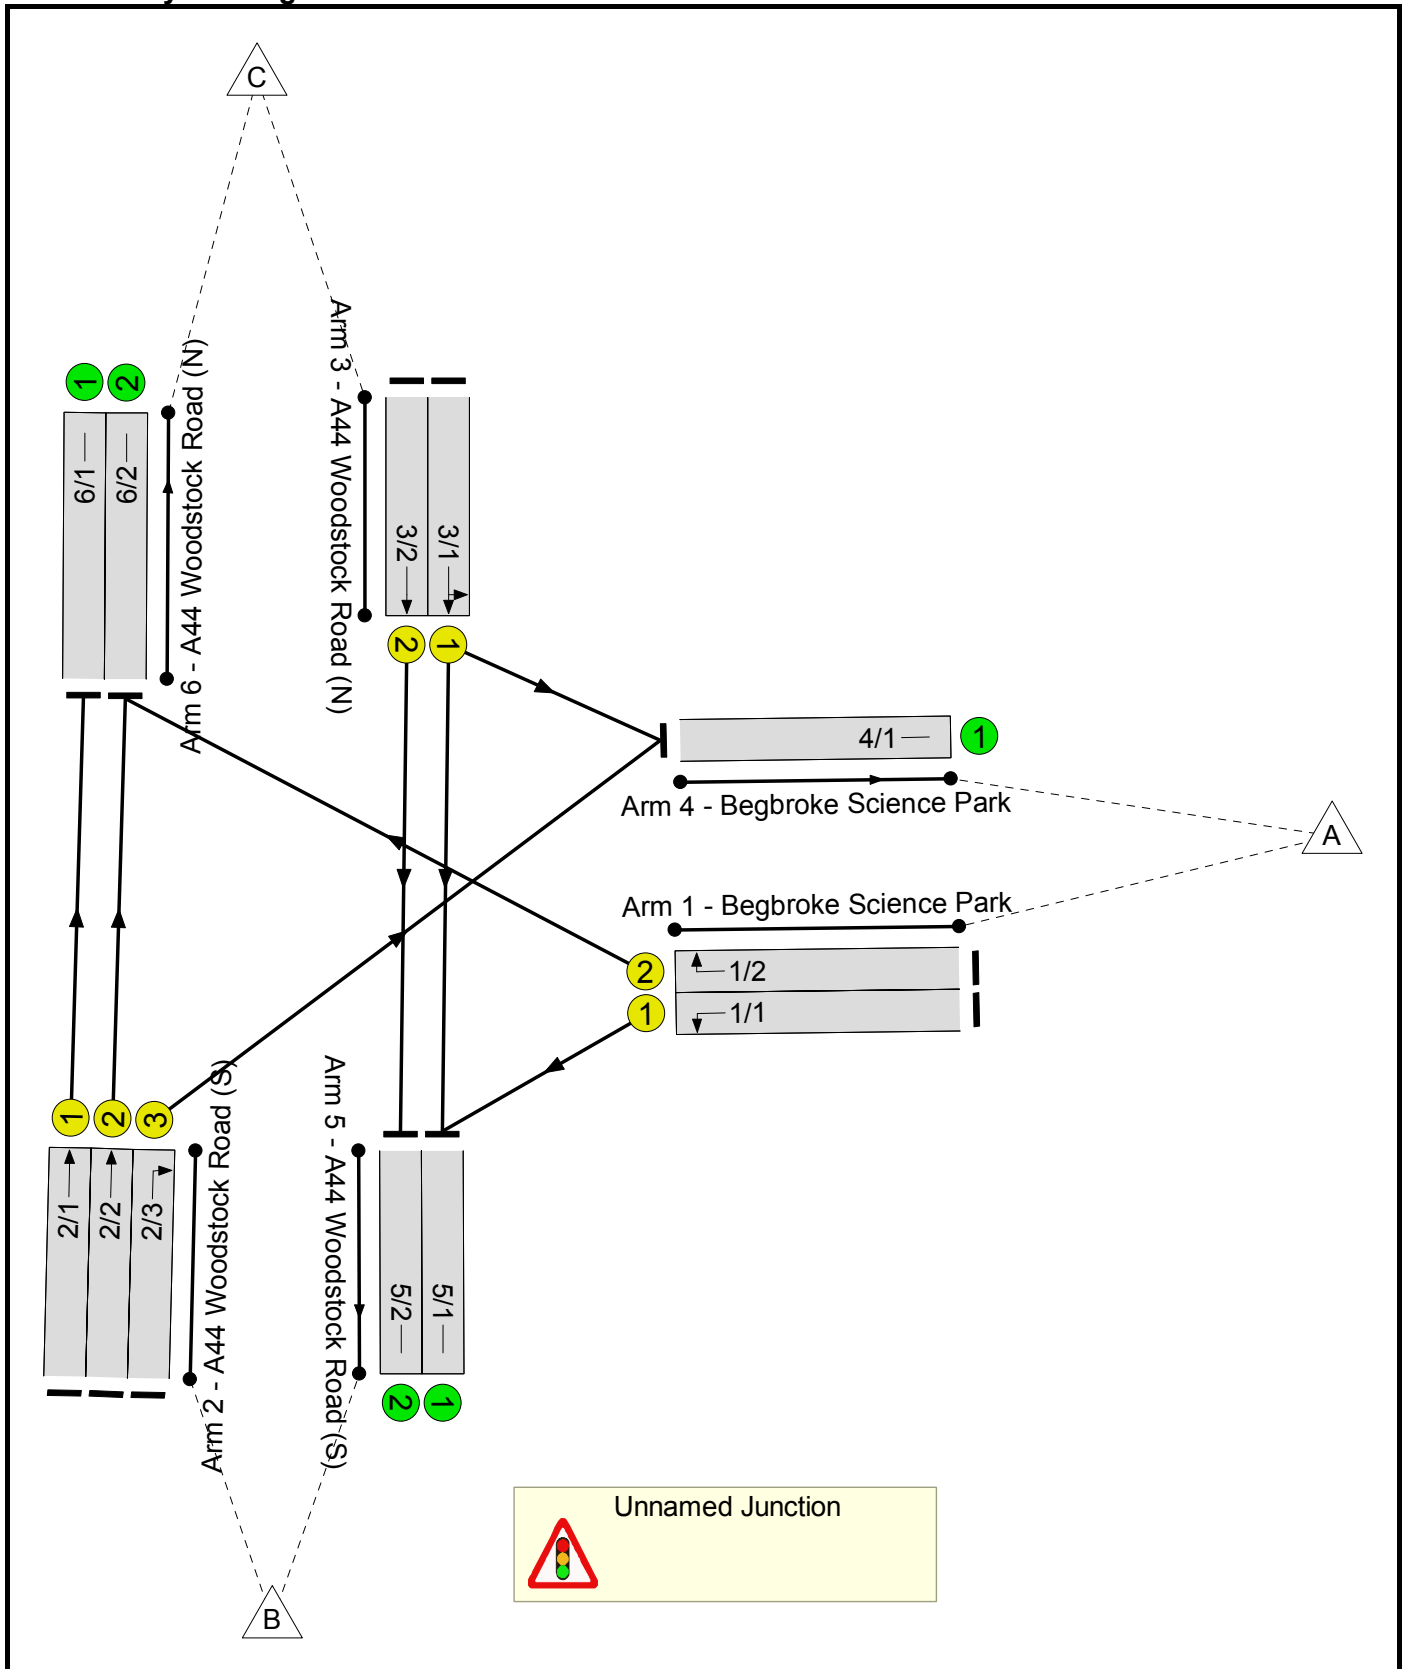 C
Arm 6 - A44 Woodstock Road (N)
1
2
6/1
6/2
Arm 3 - A44 Woodstock Road (N)
3/2
3/1
2
1
4/1
1
Arm 4 - Begbroke Science Park
A
Arm 1 - Begbroke Science Park
2
1/2
1
1/1
1
2
3
2/1
2/2
2/3
Arm 2 - A44 Woodstock Road (S)
Arm 5 - A44 Woodstock Road (S)
5/2
5/1
2
1
Unnamed Junction
B